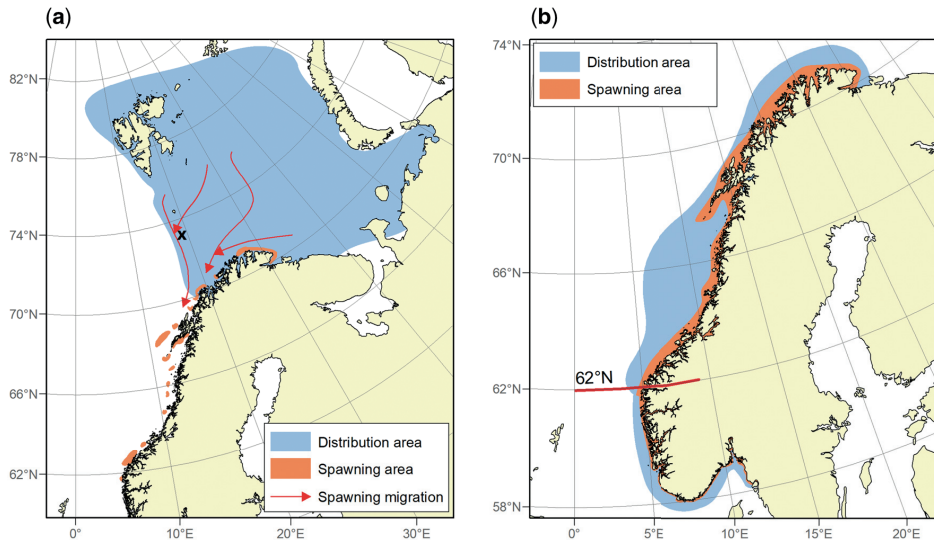 (a)
82°N
78°N
74°N
70°N
66°N
62°N
x
Distribution area
Spawning area
Spawning migration
0°
10°E
20°E
30°E
(b)
74°N
70°N
66°N
62°N
58°N
Distribution area
Spawning area
62°N
0°
5°E
10°E
15°E
20°E